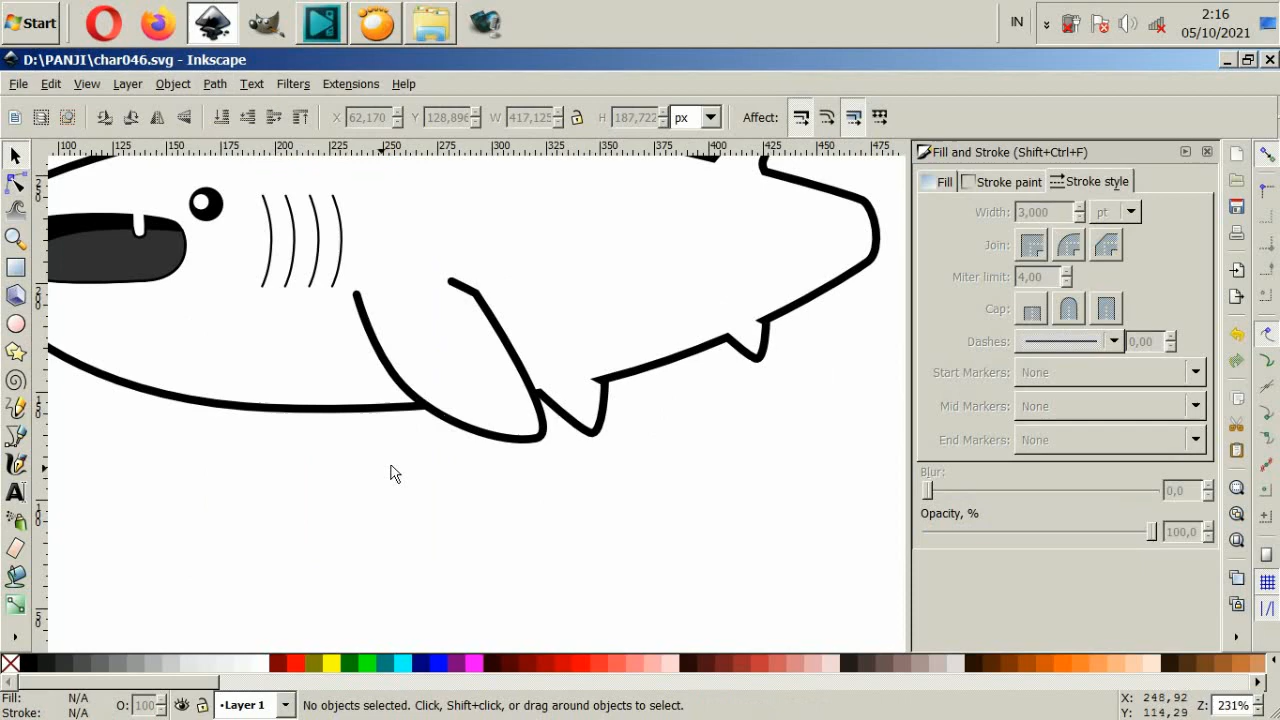 Start
IN
2:16
05/10/2021
D:\PANJI\char046.svg - Inkscape
File Edit View Layer Object Path Filters Text Extensions Help
X 62,170 Y 128,896 W 417,125 H 187,722 px Affect:
100 125 150 175 200 225 250 275 300 325 350 375 400 425 450 475
Fill and Stroke (Shift+Ctrl+F)
Fill Stroke paint Stroke style
Width: 3,000 pt
Join:
Miter limit: 4,00
Cap:
Dashes: 0,00
Start Markers: None
Mid Markers: None
End Markers: None
Blur:
0,0
Opacity, %
100,0
Fill: N/A
Stroke: N/A
O: 100
•Layer 1
No objects selected. Click, Shift+click, or drag around objects to select.
X: 248,92
Y: 114,29
Z: 231%